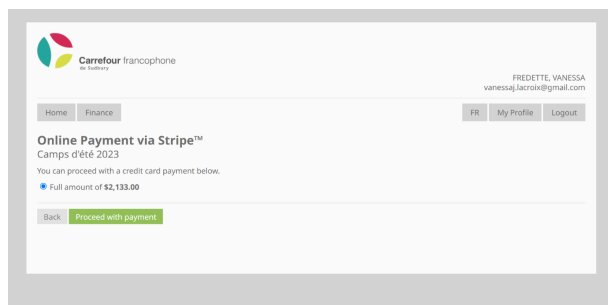 Carrefour francophone
de Sudbury
FREDETTE, VANESSA
vanessaj.lacroix@gmail.com
Home Finance FR My Profile Logout
Online Payment via Stripe™
Camps d'été 2023
You can proceed with a credit card payment below.
Full amount of $2,133.00
Back Proceed with payment